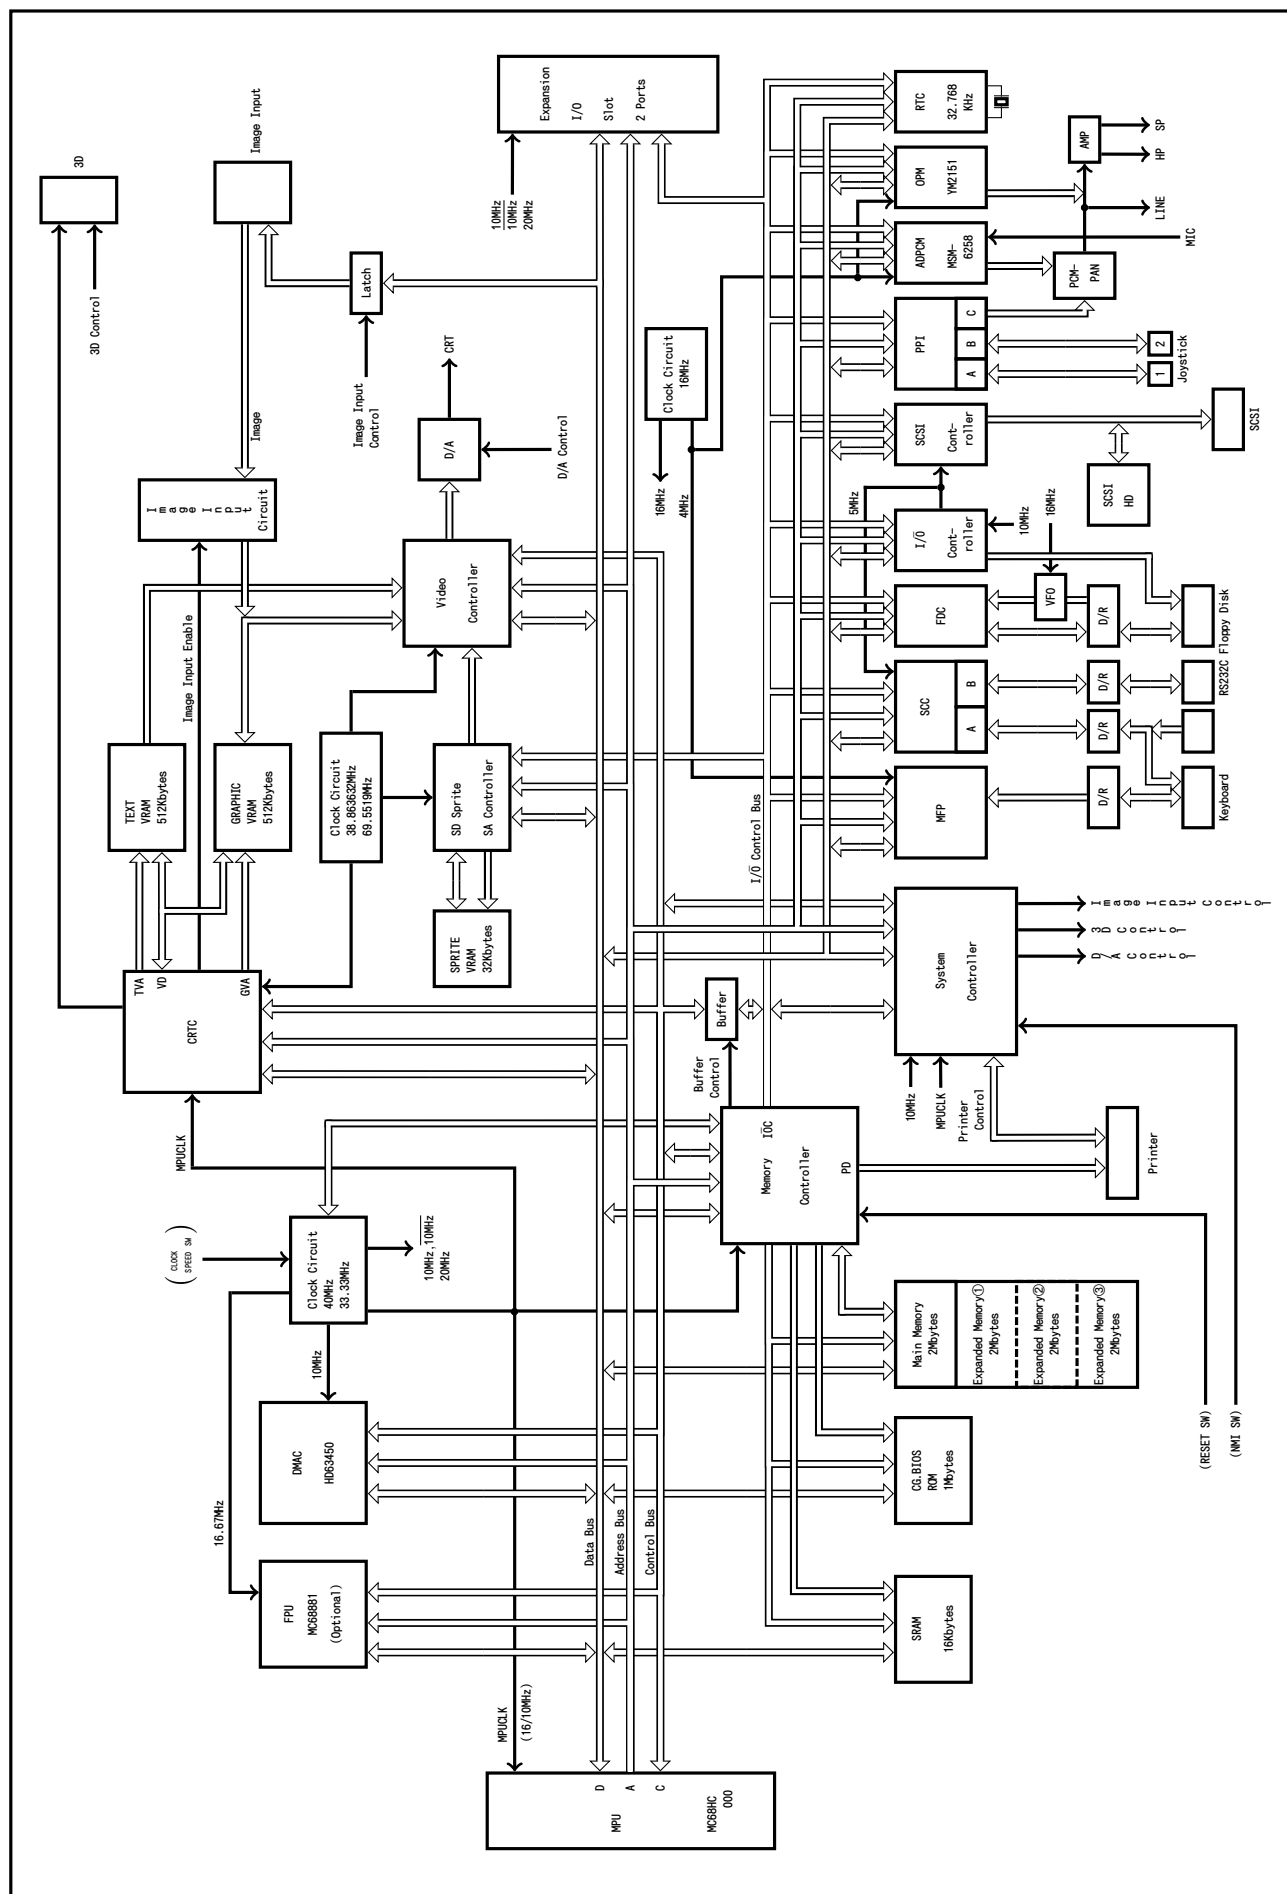 MPU
MC68HC
000
D
A
C
MPUCLK
(16/10MHz)
Data Bus
Address Bus
Control Bus
FPU
MC68881
(Optional)
16.67MHz
DMAC
HD63450
10MHz
(CLOCK
SPEED SW)
Clock Circuit
40MHz
33.33MHz
10MHz,10MHz
20MHz
MPUCLK
CRTC
TVA
VD
GVA
TEXT
VRAM
512Kbytes
GRAPHIC
VRAM
512Kbytes
Image Input Enable
Clock Circuit
38.863632MHz
69.5519MHz
SPRITE
VRAM
32Kbytes
SD Sprite
SA Controller
Video
Controller
Image Input
Circuit
Image
Image Input
3D
3D Control
Latch
Image Input
Control
D/A
CRT
D/A Control
10MHz
10MHz
20MHz
Expansion
I/O
Slot
2 Ports
Clock Circuit
16MHz
16MHz
4MHz
SRAM
16Kbytes
CG.BIOS
ROM
1Mbytes
Main Memory
2Mbytes
Expanded Memory①
2Mbytes
Expanded Memory②
2Mbytes
Expanded Memory③
2Mbytes
(RESET SW)
(NMI SW)
Memory
Controller
IOC
PD
Buffer
Control
Buffer
I/O Control Bus
Printer
Printer
Control
10MHz
MPUCLK
System
Controller
D/A Control
3D Control
Image Input Control
MFP
D/R
Keyboard
SCC
A
B
D/R
D/R
RS232C
FDC
VFO
D/R
Floppy Disk
I/O
Cont-
roller
10MHz
16MHz
5MHz
SCSI
Cont-
roller
SCSI
HD
SCSI
PPI
A
B
C
1
2
Joystick
ADPCM
MSM-
6258
PCM-
PAN
MIC
LINE
OPM
YM2151
AMP
HP
SP
RTC
32.768
KHz